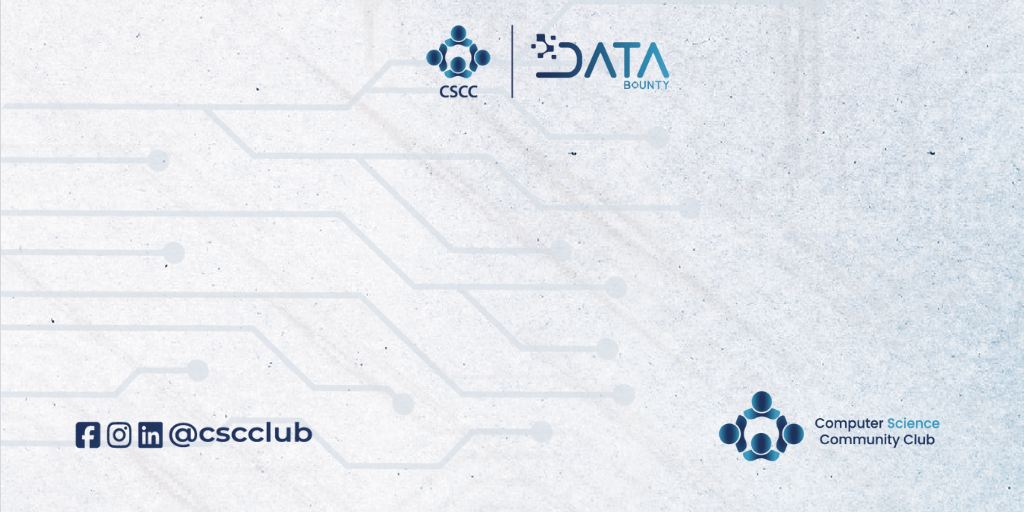 CSCC
DATA
BOUNTY
@cscclub
Computer Science
Community Club